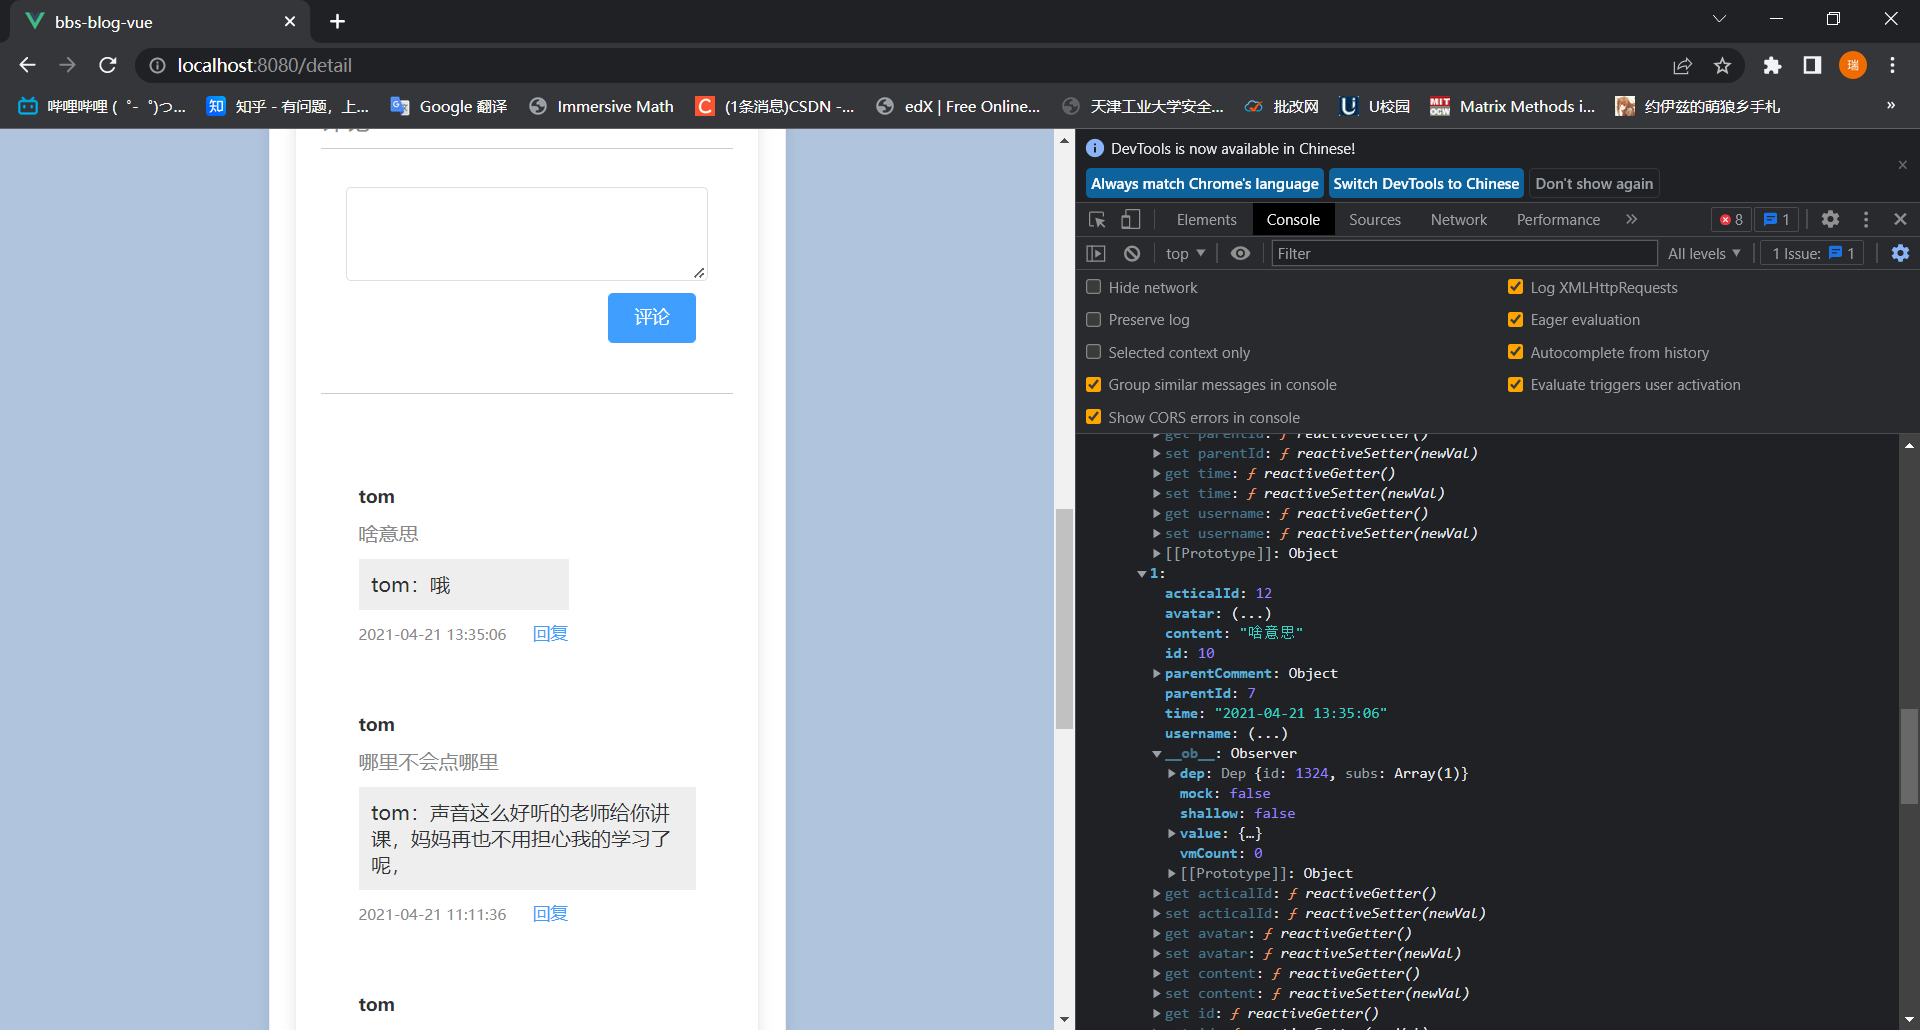 bbs-blog-vue
localhost:8080/detail
瑞
哔哩哔哩 (゜-゜)つ...
知乎 - 有问题，上...
Google 翻译
Immersive Math
(1条消息)CSDN -...
edX | Free Online...
天津工业大学安全...
批改网
U校园
Matrix Methods i...
约伊兹的萌狼乡手札
»
评论
tom
啥意思
tom：哦
2021-04-21 13:35:06 回复
tom
哪里不会点哪里
tom：声音这么好听的老师给你讲
课，妈妈再也不用担心我的学习了
呢，
2021-04-21 11:11:36 回复
tom
DevTools is now available in Chinese!
Always match Chrome's language Switch DevTools to Chinese Don't show again
Elements Console Sources Network Performance » 8 1
top Filter All levels 1 Issue: 1
Hide network Log XMLHttpRequests
Preserve log Eager evaluation
Selected context only Autocomplete from history
Group similar messages in console Evaluate triggers user activation
Show CORS errors in console
get parentId: ƒ reactiveGetter()
set parentId: ƒ reactiveSetter(newVal)
get time: ƒ reactiveGetter()
set time: ƒ reactiveSetter(newVal)
get username: ƒ reactiveGetter()
set username: ƒ reactiveSetter(newVal)
[[Prototype]]: Object
1:
acticalId: 12
avatar: (...)
content: "啥意思"
id: 10
parentComment: Object
parentId: 7
time: "2021-04-21 13:35:06"
username: (...)
__ob__: Observer
dep: Dep {id: 1324, subs: Array(1)}
mock: false
shallow: false
value: {…}
vmCount: 0
[[Prototype]]: Object
get acticalId: ƒ reactiveGetter()
set acticalId: ƒ reactiveSetter(newVal)
get avatar: ƒ reactiveGetter()
set avatar: ƒ reactiveSetter(newVal)
get content: ƒ reactiveGetter()
set content: ƒ reactiveSetter(newVal)
get id: ƒ reactiveGetter()